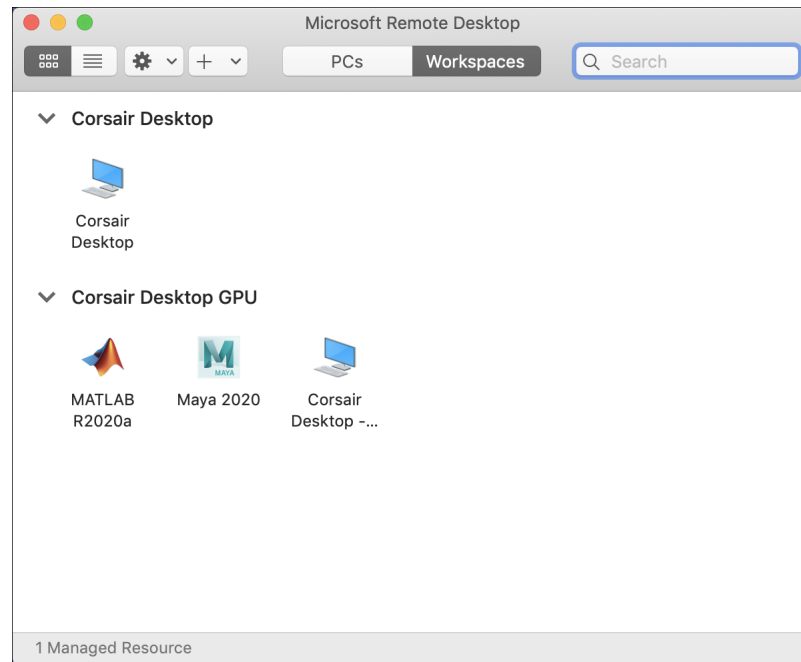 Microsoft Remote Desktop
PCs
Workspaces
Search
Corsair Desktop
Corsair
Desktop
Corsair Desktop GPU
MAYA
MATLAB
R2020a
Maya 2020
Corsair
Desktop -...
1 Managed Resource